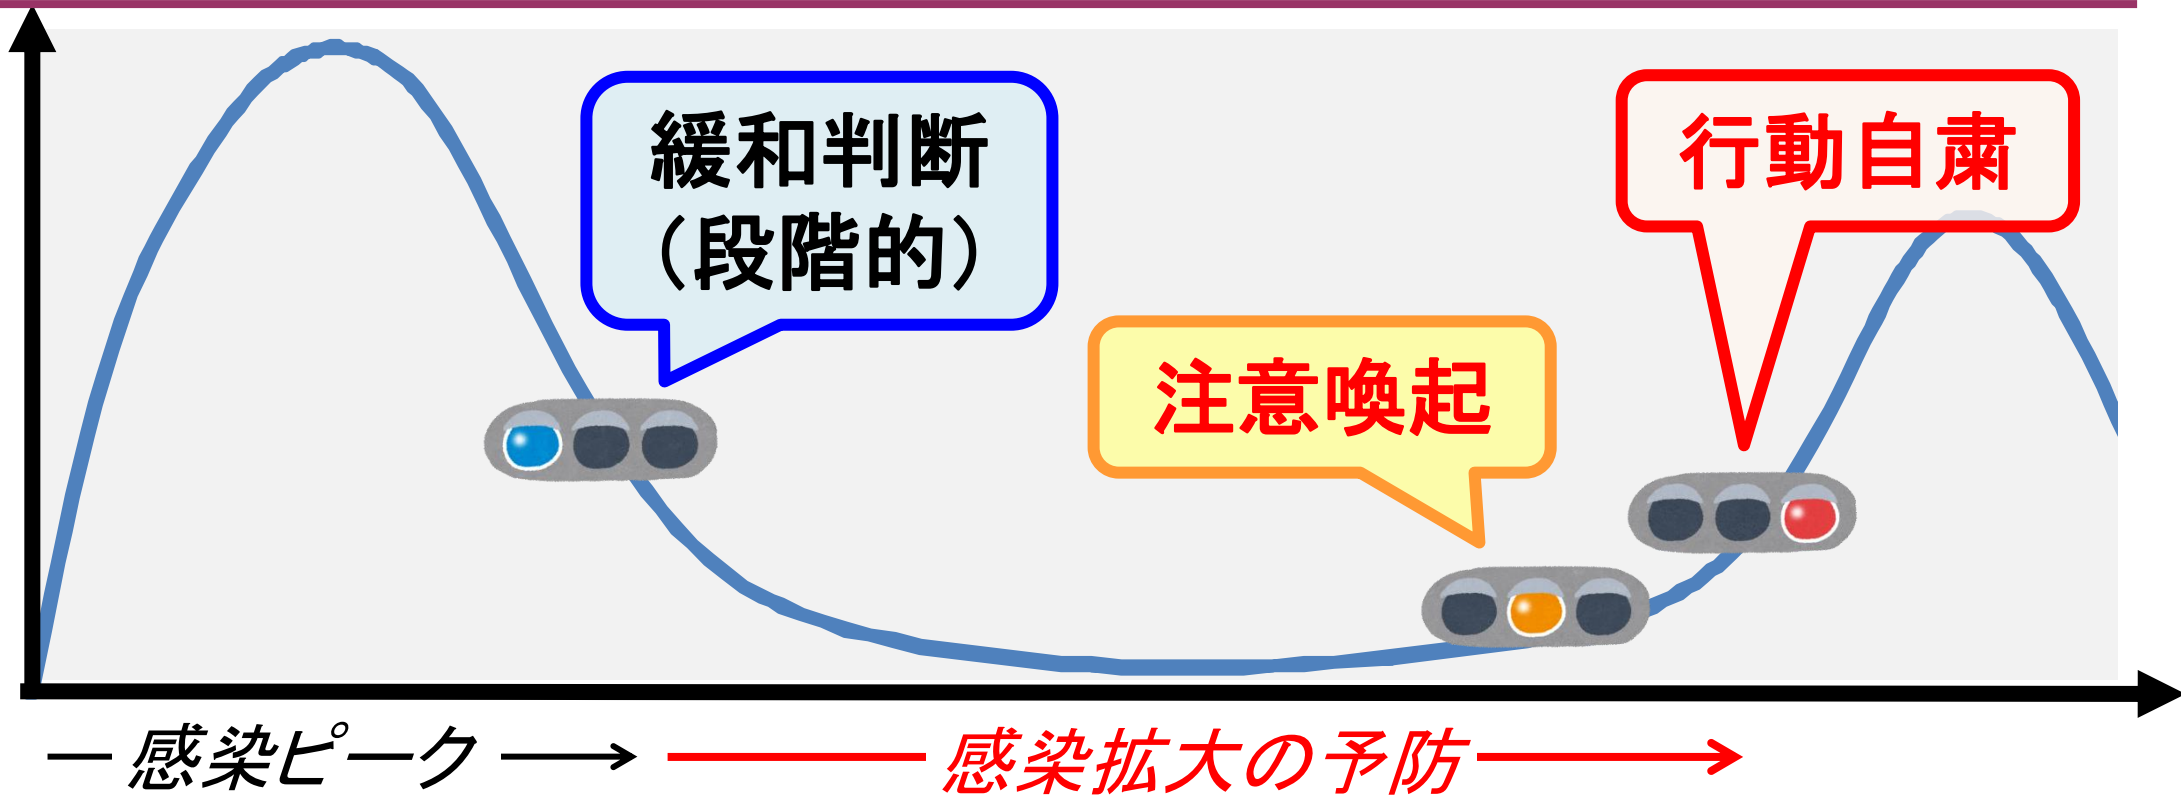 緩和判断
（段階的）
行動自粛
注意喚起
感染ピーク
感染拡大の予防